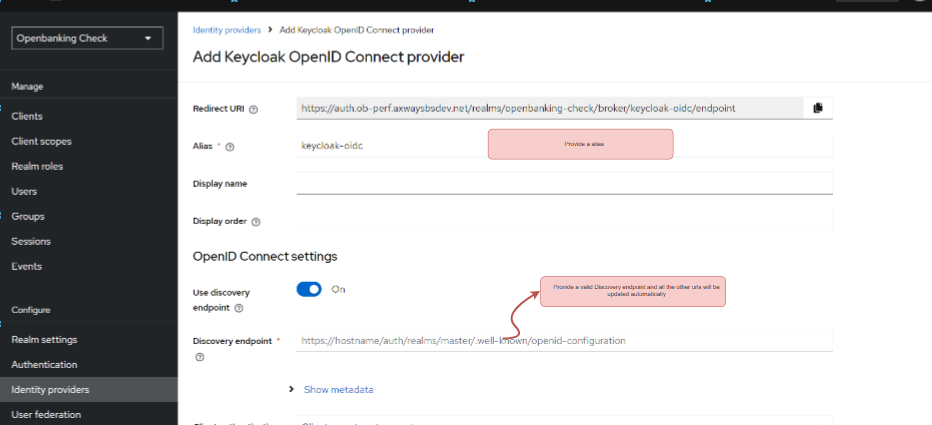 Openbanking Check
Identity providers > Add Keycloak OpenID Connect provider
Add Keycloak OpenID Connect provider
Manage
Clients
Client scopes
Realm roles
Users
Groups
Sessions
Events
Configure
Realm settings
Authentication
Identity providers
User federation
Redirect URI
https://auth.ob-perf.axwaysbsdev.net/realms/openbanking-check/broker/keycloak-oidc/endpoint
Alias *
keycloak-oidc
Provide a alias
Display name
Display order
OpenID Connect settings
Use discovery
endpoint
On
Provide a valid Discovery endpoint and all the other urls will be
updated automatically
Discovery endpoint *
https://hostname/auth/realms/master/.well-known/openid-configuration
Show metadata